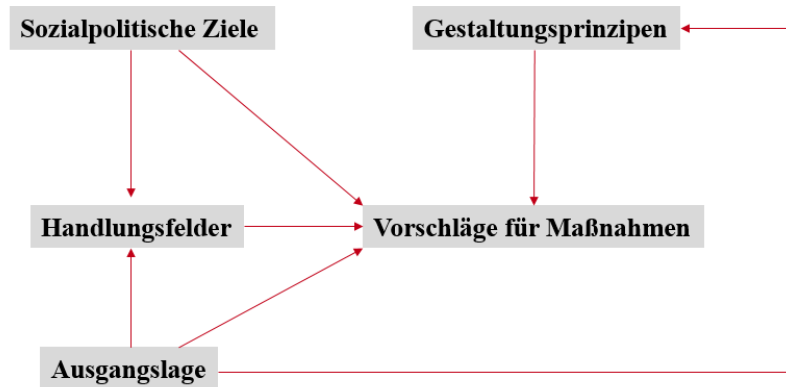 Sozialpolitische Ziele
Gestaltungsprinzipen
Handlungsfelder
Vorschläge für Maßnahmen
Ausgangslage